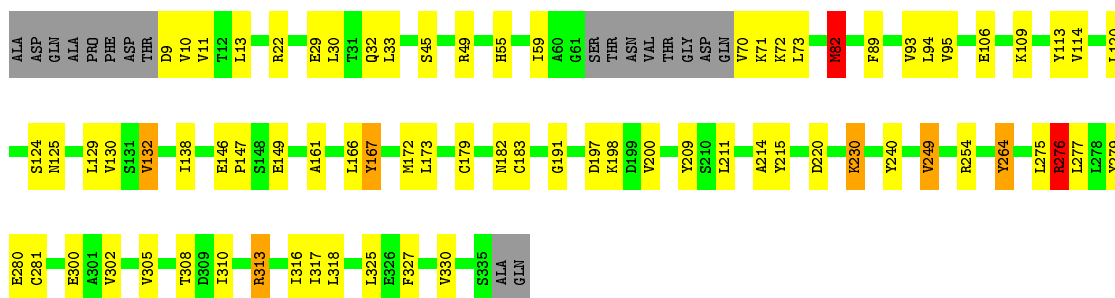 ALA ASP GLN ALA PRO PHE ASP THR D9 V10 V11 T12 L13 R22 E29 L30 T31 Q32 L33 S45 R49 H55 I59 A60 G61 SER THR ASN VAL THR GLY ASP GLN V70 K71 K72 L73 M82 F89 V93 L94 V95 E106 K109 Y113 V114 L120
S124 N125 L129 V130 S131 V132 I138 E146 P147 S148 E149 A161 L166 Y167 M172 L173 C179 N182 C183 G191 D197 K198 D199 V200 Y209 S210 L211 A214 Y215 D220 K230 Y240 V249 R254 Y264 L275 R276 L277 L278
E280 C281 E300 A301 V302 V305 T308 D309 I310 R313 I316 I317 L318 L325 E326 F327 V330 S335 ALA GLN